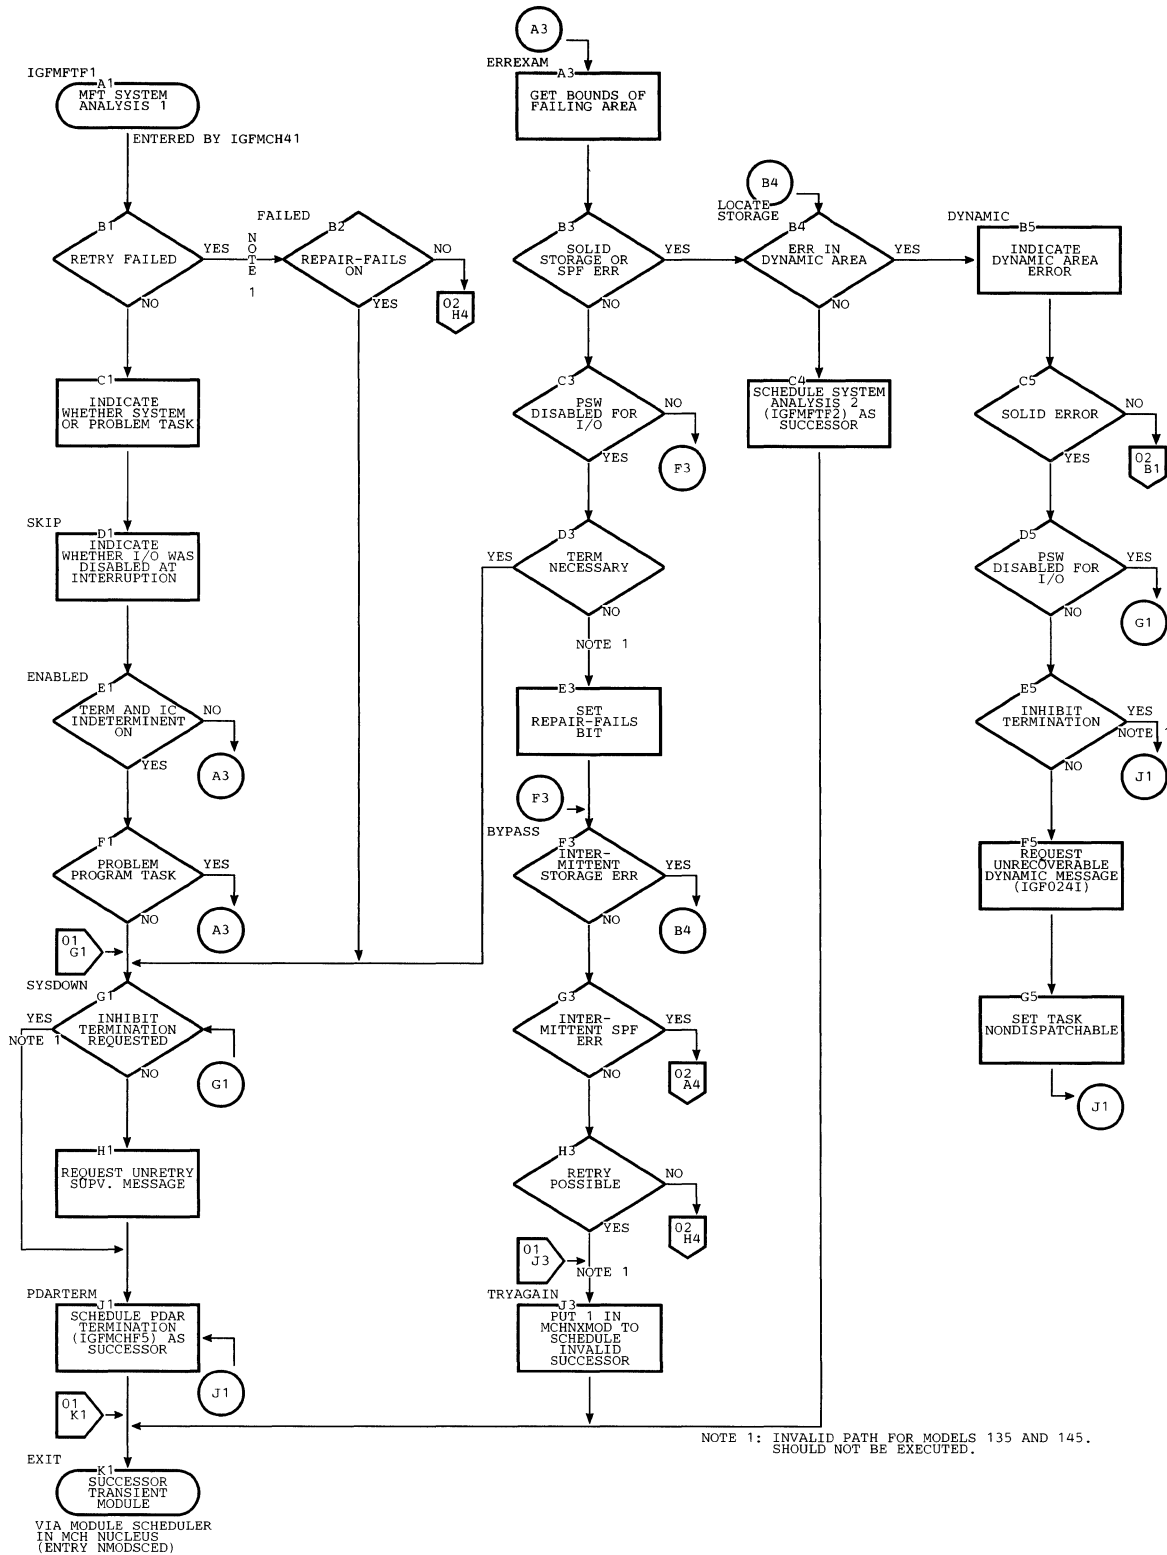 IGFMFTF1
A1
MFT SYSTEM
ANALYSIS 1
ENTERED BY IGFMCH41
B1
RETRY FAILED
YES
NO
NOTE 1
FAILED
B2
REPAIR-FAILS
ON
NO
YES
02
H4
C1
INDICATE
WHETHER SYSTEM
OR PROBLEM TASK
SKIP
D1
INDICATE
WHETHER I/O WAS
DISABLED AT
INTERRUPTION
ENABLED
E1
TERM AND IC
INDETERMINENT
ON
NO
YES
A3
F1
PROBLEM
PROGRAM TASK
YES
NO
A3
01
G1
SYSDOWN
G1
INHIBIT
TERMINATION
REQUESTED
YES
NOTE 1
NO
G1
H1
REQUEST UNRETRY
SUPV. MESSAGE
PDARTERM
J1
SCHEDULE PDAR
TERMINATION
(IGFMCHF5) AS
SUCCESSOR
J1
01
K1
EXIT
K1
SUCCESSOR
TRANSIENT
MODULE
VIA MODULE SCHEDULER
IN MCH NUCLEUS
(ENTRY NMODSCED)
A3
ERREXAM
A3
GET BOUNDS OF
FAILING AREA
B3
SOLID
STORAGE OR
SPF ERR
YES
NO
C3
PSW
DISABLED FOR
I/O
NO
YES
F3
D3
TERM
NECESSARY
YES
NO
NOTE 1
E3
SET
REPAIR-FAILS
BIT
F3
BYPASS
F3
INTER-
MITTENT
STORAGE ERR
YES
NO
B4
G3
INTER-
MITTENT SPF
ERR
YES
NO
02
A4
H3
RETRY
POSSIBLE
NO
YES
02
H4
01
J3
NOTE 1
TRYAGAIN
J3
PUT 1 IN
MCHNXMOD TO
SCHEDULE
INVALID
SUCCESSOR
B4
LOCATE
STORAGE
B4
ERR IN
DYNAMIC AREA
YES
NO
C4
SCHEDULE SYSTEM
ANALYSIS 2
(IGFMFTF2) AS
SUCCESSOR
DYNAMIC
B5
INDICATE
DYNAMIC AREA
ERROR
C5
SOLID ERROR
NO
YES
02
B1
D5
PSW
DISABLED FOR
I/O
YES
NO
G1
E5
INHIBIT
TERMINATION
YES
NOTE 1
NO
J1
F5
REQUEST
UNRECOVERABLE
DYNAMIC MESSAGE
(IGF024I)
G5
SET TASK
NONDISPATCHABLE
J1
NOTE 1: INVALID PATH FOR MODELS 135 AND 145.
SHOULD NOT BE EXECUTED.